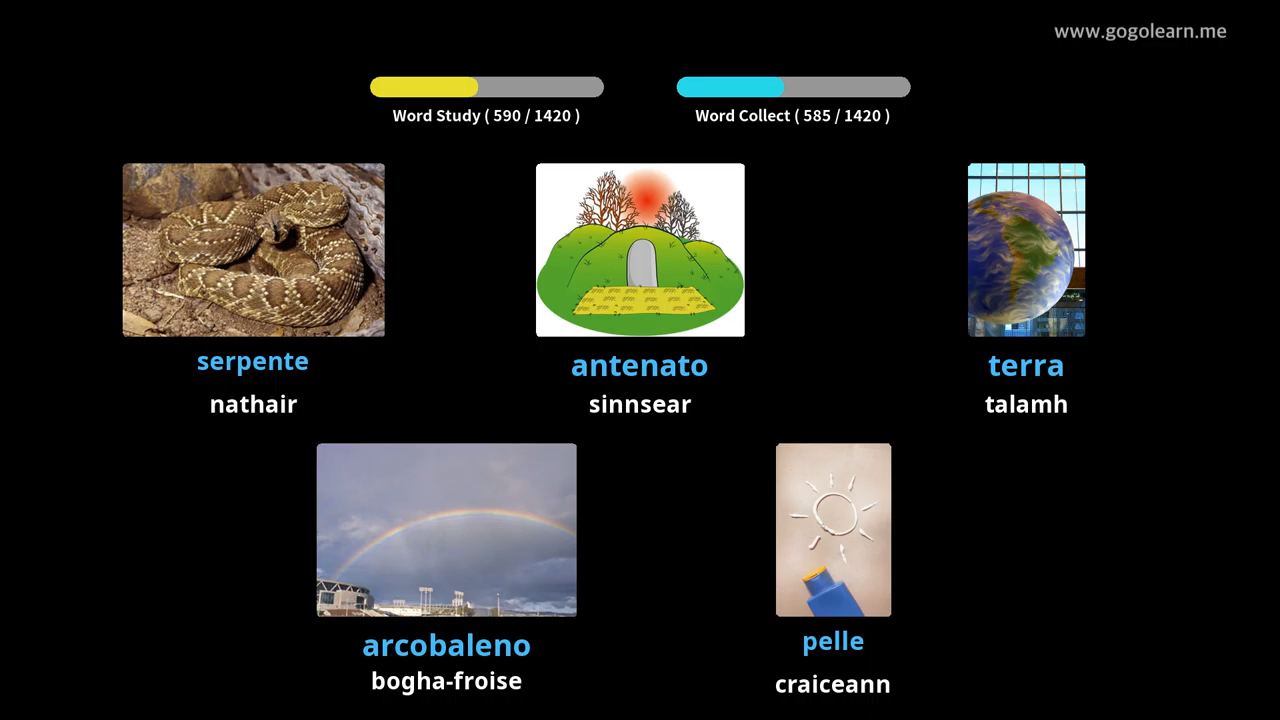 www.gogolearn.me
Word Study ( 590 / 1420 )
Word Collect ( 585 / 1420 )
serpente
nathair
antenato
sinnsear
terra
talamh
arcobaleno
bogha-froise
pelle
craiceann